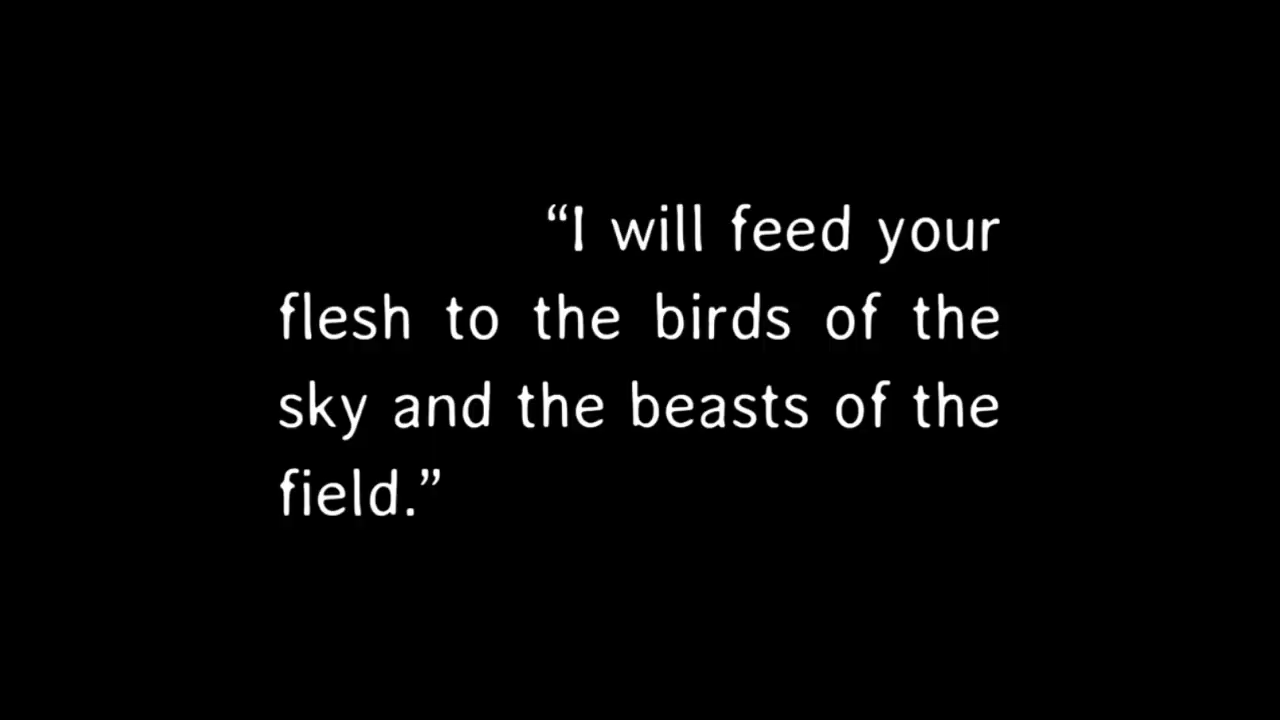 “I will feed your
flesh to the birds of the
sky and the beasts of the
field.”